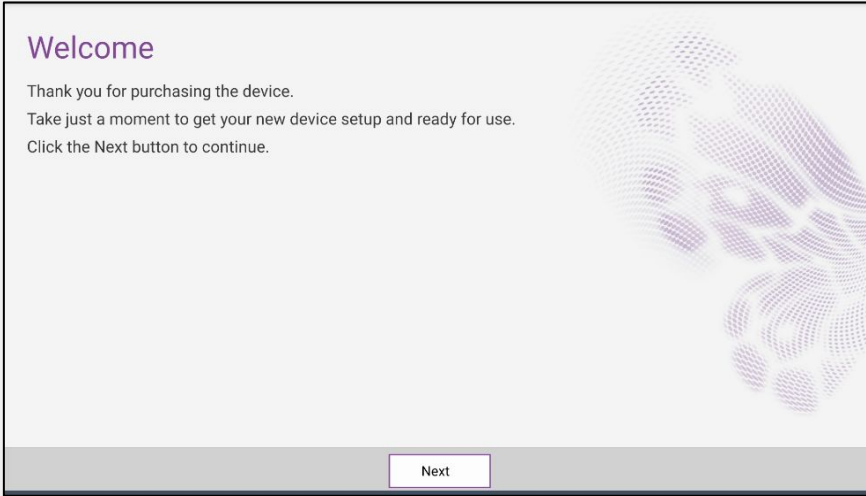 Welcome
Thank you for purchasing the device.
Take just a moment to get your new device setup and ready for use.
Click the Next button to continue.
Next